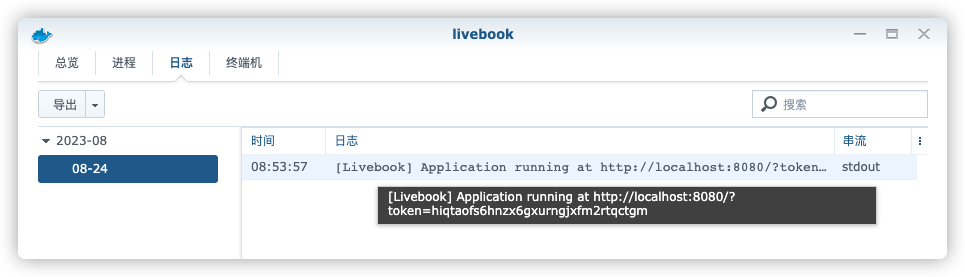 livebook
总览 进程 日志 终端机
导出 搜索
2023-08 时间 日志 串流
08-24 08:53:57 [Livebook] Application running at http://localhost:8080/?token… stdout
[Livebook] Application running at http://localhost:8080/?
token=hiqtaofs6hnzx6gxurngjxfm2rtqctgm